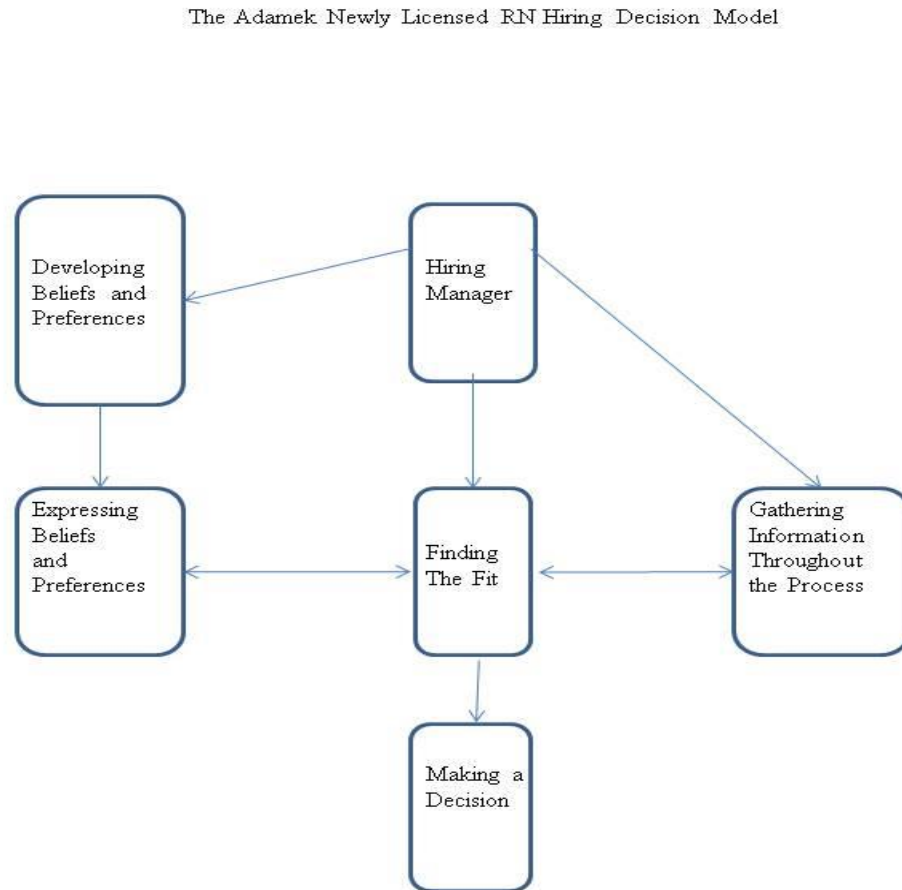 The Adamek Newly Licensed RN Hiring Decision Model
Developing
Beliefs and
Preferences
Hiring
Manager
Expressing
Beliefs
and
Preferences
Finding
The Fit
Gathering
Information
Throughout
the Process
Making a
Decision